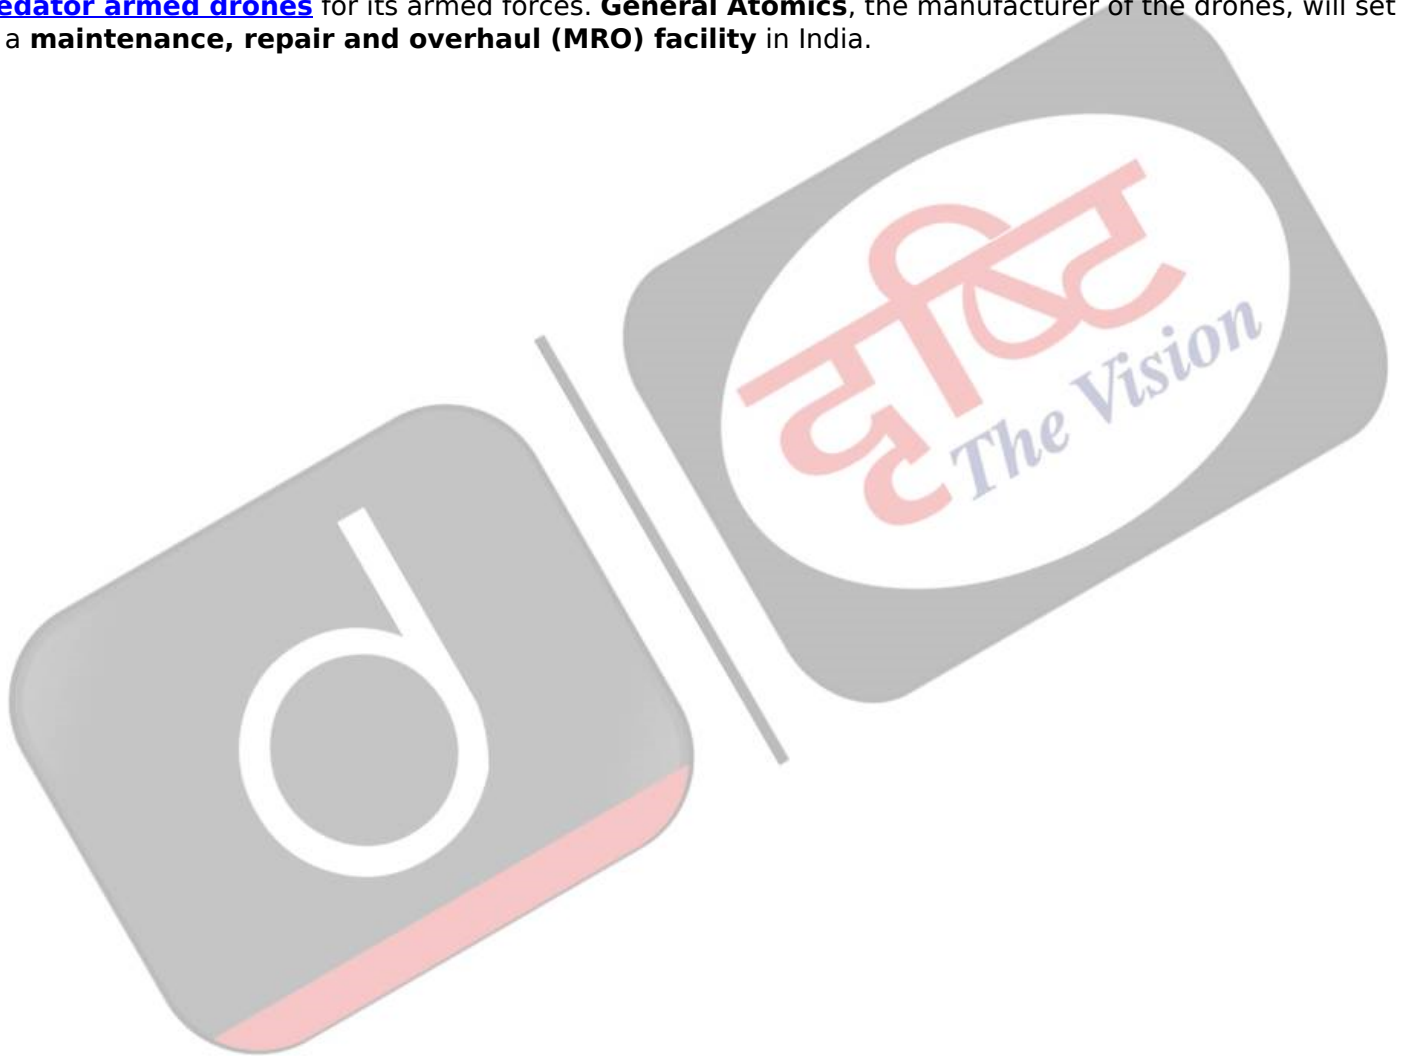 edator armed drones for its armed forces. General Atomics, the manufacturer of the drones, will set
a maintenance, repair and overhaul (MRO) facility in India.
दृष्टि
The Vision
d